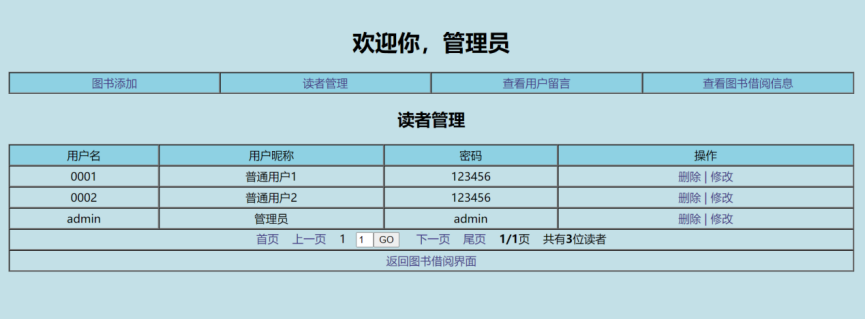 欢迎你，管理员
图书添加 读者管理 查看用户留言 查看图书借阅信息
读者管理
用户名 用户昵称 密码 操作
0001 普通用户1 123456 删除 | 修改
0002 普通用户2 123456 删除 | 修改
admin 管理员 admin 删除 | 修改
首页 上一页 1 1 GO 下一页 尾页 1/1页 共有3位读者
返回图书借阅界面